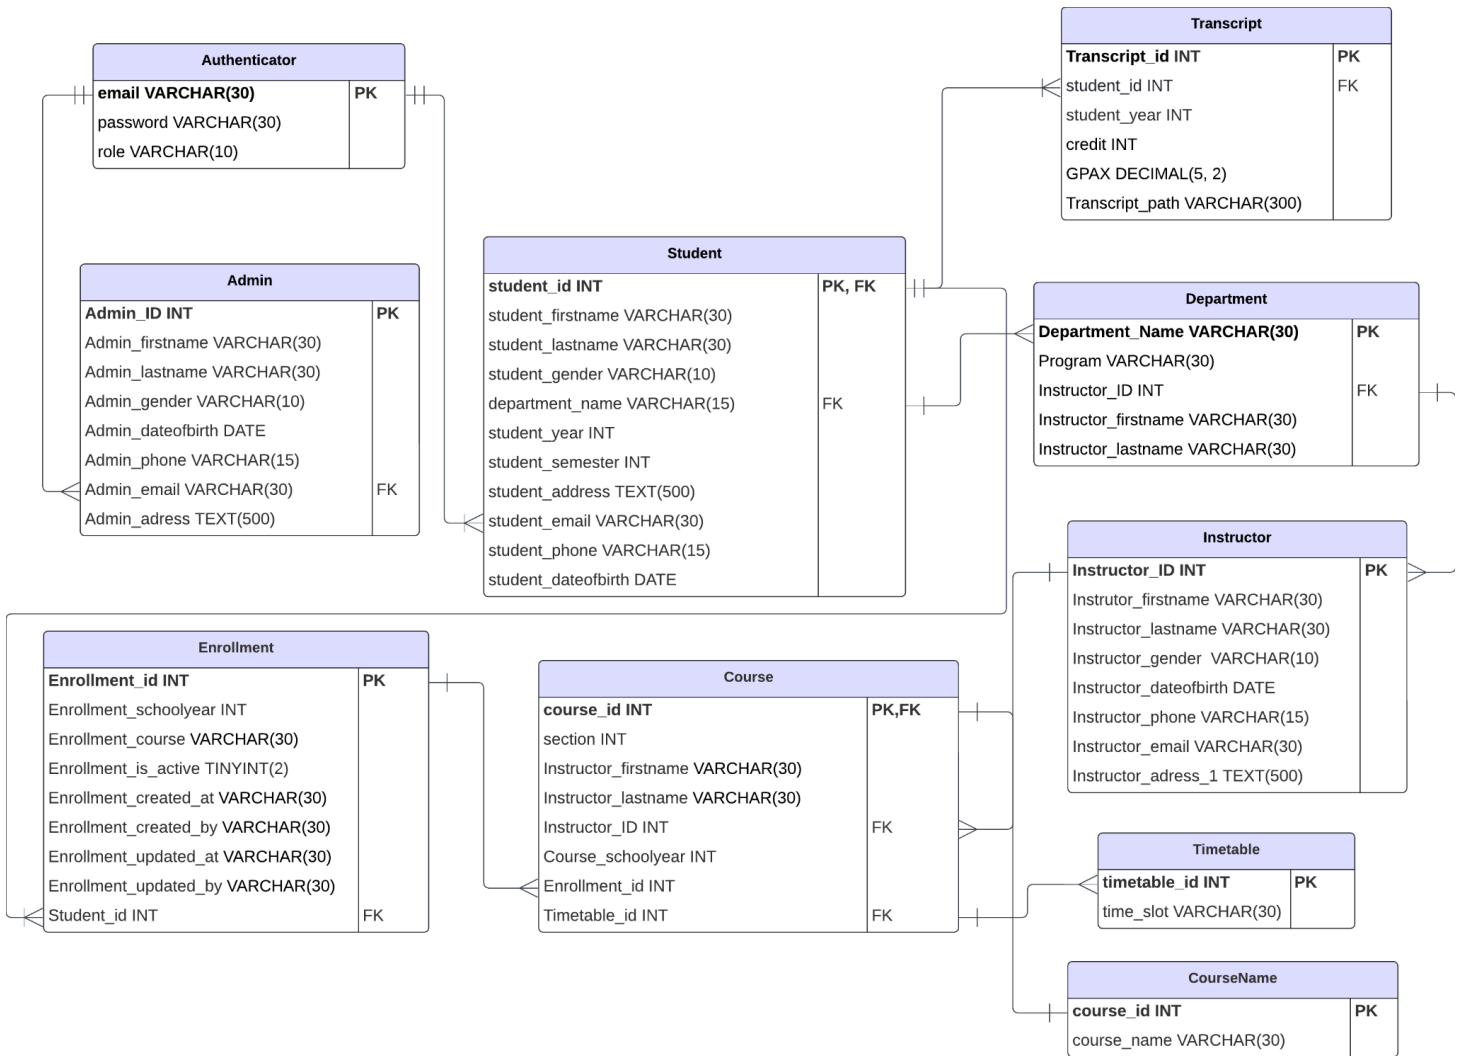 Authenticator
email VARCHAR(30) PK
password VARCHAR(30)
role VARCHAR(10)
Transcript
Transcript_id INT PK
student_id INT FK
student_year INT
credit INT
GPAX DECIMAL(5, 2)
Transcript_path VARCHAR(300)
Admin
Admin_ID INT PK
Admin_firstname VARCHAR(30)
Admin_lastname VARCHAR(30)
Admin_gender VARCHAR(10)
Admin_dateofbirth DATE
Admin_phone VARCHAR(15)
Admin_email VARCHAR(30) FK
Admin_adress TEXT(500)
Student
student_id INT PK, FK
student_firstname VARCHAR(30)
student_lastname VARCHAR(30)
student_gender VARCHAR(10)
department_name VARCHAR(15) FK
student_year INT
student_semester INT
student_address TEXT(500)
student_email VARCHAR(30)
student_phone VARCHAR(15)
student_dateofbirth DATE
Department
Department_Name VARCHAR(30) PK
Program VARCHAR(30)
Instructor_ID INT FK
Instructor_firstname VARCHAR(30)
Instructor_lastname VARCHAR(30)
Instructor
Instructor_ID INT PK
Instrutor_firstname VARCHAR(30)
Instructor_lastname VARCHAR(30)
Instructor_gender VARCHAR(10)
Instructor_dateofbirth DATE
Instructor_phone VARCHAR(15)
Instructor_email VARCHAR(30)
Instructor_adress_1 TEXT(500)
Enrollment
Enrollment_id INT PK
Enrollment_schoolyear INT
Enrollment_course VARCHAR(30)
Enrollment_is_active TINYINT(2)
Enrollment_created_at VARCHAR(30)
Enrollment_created_by VARCHAR(30)
Enrollment_updated_at VARCHAR(30)
Enrollment_updated_by VARCHAR(30)
Student_id INT FK
Course
course_id INT PK,FK
section INT
Instructor_firstname VARCHAR(30)
Instructor_lastname VARCHAR(30)
Instructor_ID INT FK
Course_schoolyear INT
Enrollment_id INT
Timetable_id INT FK
Timetable
timetable_id INT PK
time_slot VARCHAR(30)
CourseName
course_id INT PK
course_name VARCHAR(30)